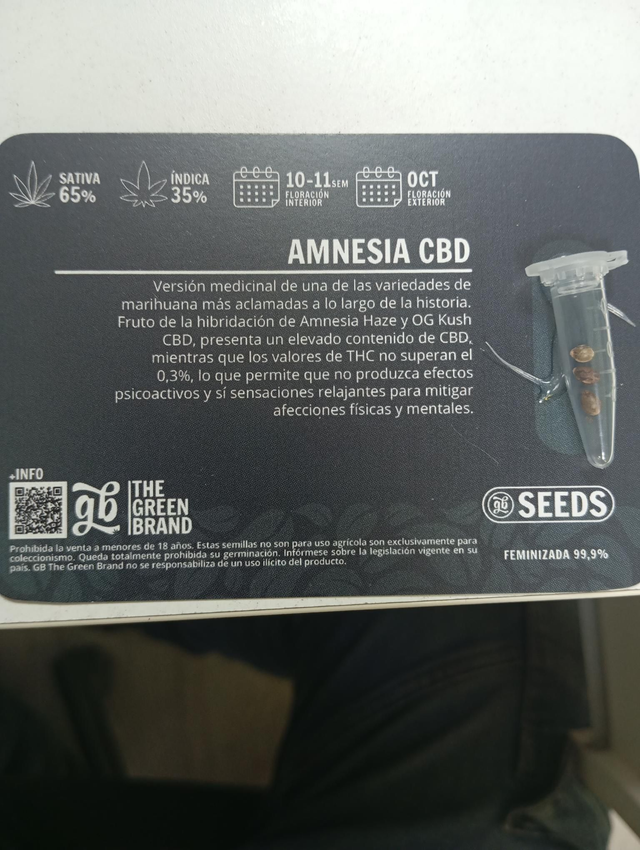 SATIVA
65%
ÍNDICA
35%
10-11 SEM
FLORACIÓN
INTERIOR
OCT
FLORACIÓN
EXTERIOR
AMNESIA CBD
Versión medicinal de una de las variedades de
marihuana más aclamadas a lo largo de la historia.
Fruto de la hibridación de Amnesia Haze y OG Kush
CBD, presenta un elevado contenido de CBD,
mientras que los valores de THC no superan el
0,3%, lo que permite que no produzca efectos
psicoactivos y sí sensaciones relajantes para mitigar
afecciones físicas y mentales.
+INFO
gb
THE
GREEN
BRAND
gb SEEDS
FEMINIZADA 99,9%
Prohibida la venta a menores de 18 años. Estas semillas no son para uso agrícola son exclusivamente para
coleccionismo. Queda totalmente prohibida su germinación. Infórmese sobre la legislación vigente en su
país. GB The Green Brand no se responsabiliza de un uso ilícito del producto.